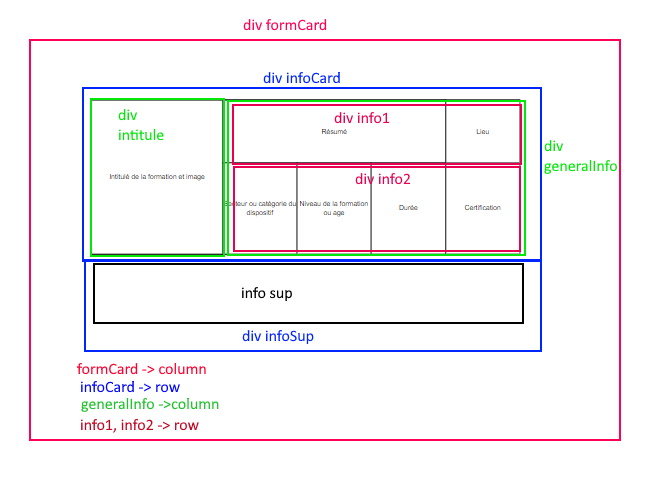 div formCard
div infoCard
div
intitule
div info1
Résumé
Lieu
div
generalInfo
Intitulé de la formation et image
div info2
ou catégorie du
dispositif
Niveau de la formation
ou age
Durée
Certification
info sup
div infoSup
formCard -> column
infoCard -> row
generalInfo ->column
info1, info2 -> row